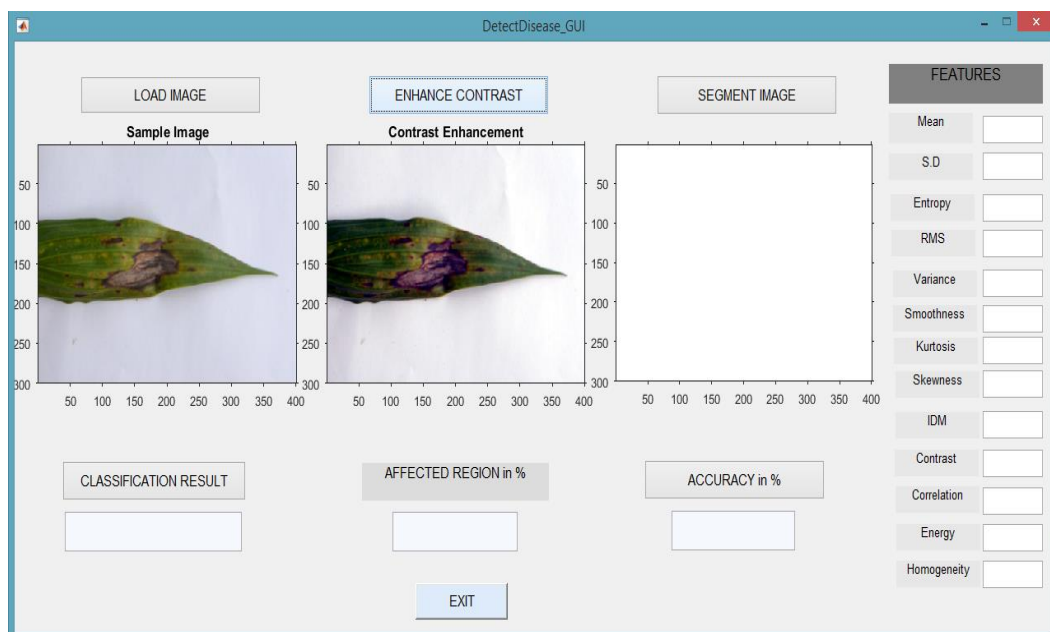 DetectDisease_GUI
LOAD IMAGE
ENHANCE CONTRAST
SEGMENT IMAGE
FEATURES
Sample Image
Contrast Enhancement
50
100
150
200
250
300
50 100 150 200 250 300 350 400
50
100
150
200
250
300
50 100 150 200 250 300 350 400
50
100
150
200
250
300
50 100 150 200 250 300 350 400
Mean
S.D
Entropy
RMS
Variance
Smoothness
Kurtosis
Skewness
IDM
Contrast
Correlation
Energy
Homogeneity
CLASSIFICATION RESULT
AFFECTED REGION in %
ACCURACY in %
EXIT